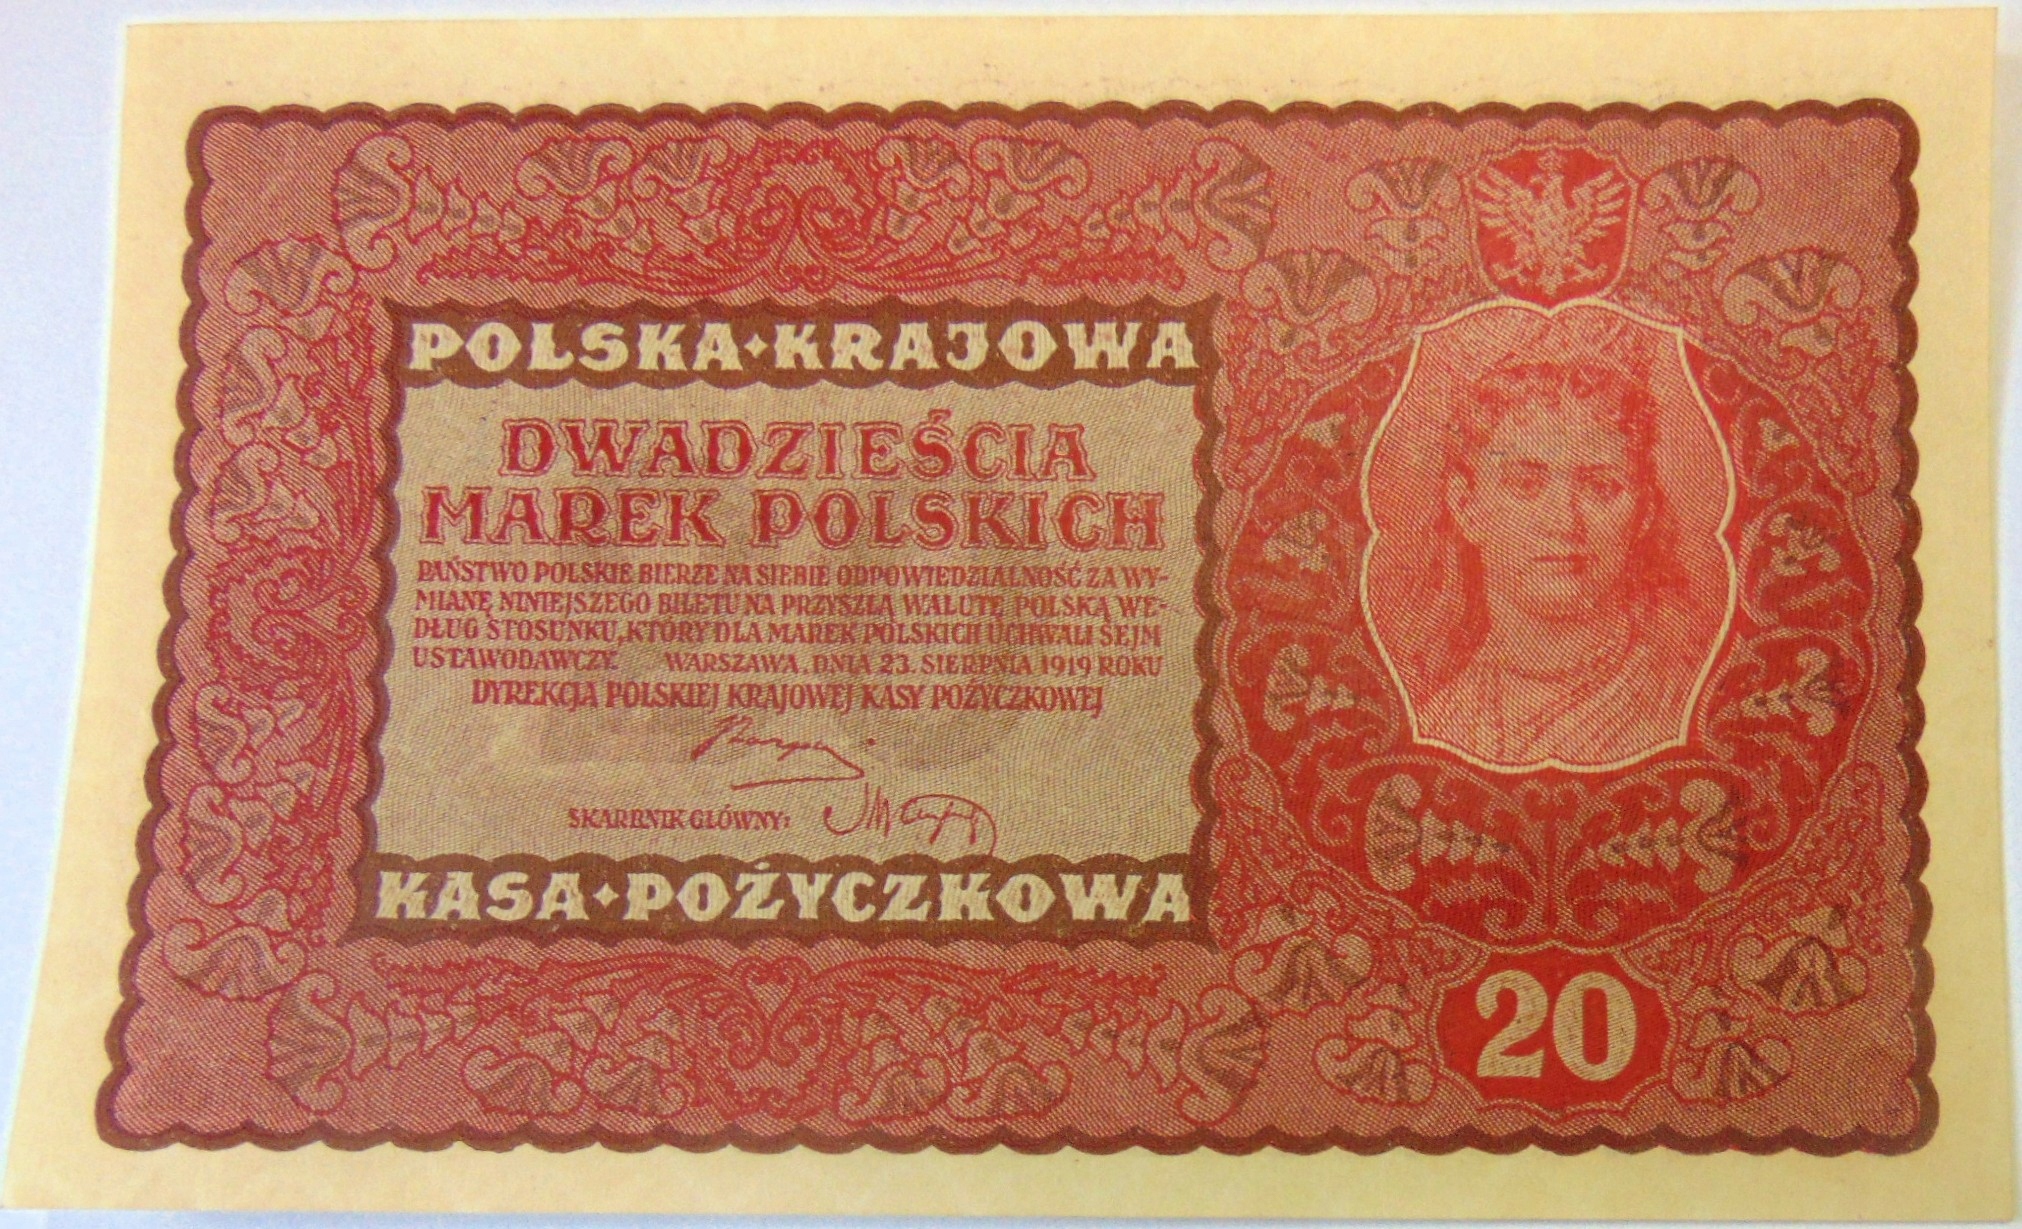 POLSKA•KRAJOWA
DWADZIEŚCIA
MAREK POLSKICH
PAŃSTWO POLSKIE BIERZE NA SIEBIE ODPOWIEDZIALNOŚĆ ZA WY-
MIANĘ NINIEJSZEGO BILETU NA PRZYSZŁĄ WALUTĘ POLSKĄ WE-
DŁUG STOSUNKU, KTÓRY DLA MAREK POLSKICH UCHWALI SEJM
USTAWODAWCZY. WARSZAWA, DNIA 23. SIERPNIA 1919 ROKU
DYREKCJA POLSKIEJ KRAJOWEJ KASY POŻYCZKOWEJ
SKARBNIK GŁÓWNY:
KASA•POŻYCZKOWA
20